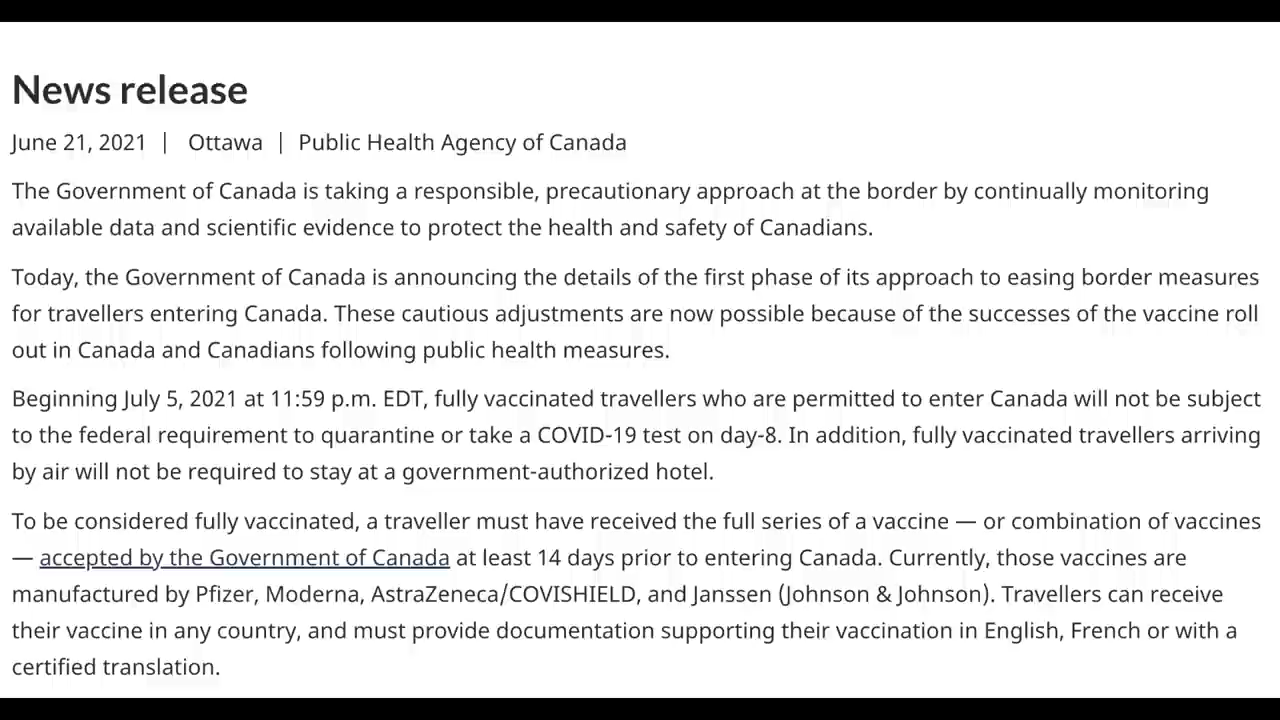 News release
June 21, 2021 | Ottawa | Public Health Agency of Canada
The Government of Canada is taking a responsible, precautionary approach at the border by continually monitoring
available data and scientific evidence to protect the health and safety of Canadians.
Today, the Government of Canada is announcing the details of the first phase of its approach to easing border measures
for travellers entering Canada. These cautious adjustments are now possible because of the successes of the vaccine roll
out in Canada and Canadians following public health measures.
Beginning July 5, 2021 at 11:59 p.m. EDT, fully vaccinated travellers who are permitted to enter Canada will not be subject
to the federal requirement to quarantine or take a COVID-19 test on day-8. In addition, fully vaccinated travellers arriving
by air will not be required to stay at a government-authorized hotel.
To be considered fully vaccinated, a traveller must have received the full series of a vaccine — or combination of vaccines
— accepted by the Government of Canada at least 14 days prior to entering Canada. Currently, those vaccines are
manufactured by Pfizer, Moderna, AstraZeneca/COVISHIELD, and Janssen (Johnson & Johnson). Travellers can receive
their vaccine in any country, and must provide documentation supporting their vaccination in English, French or with a
certified translation.